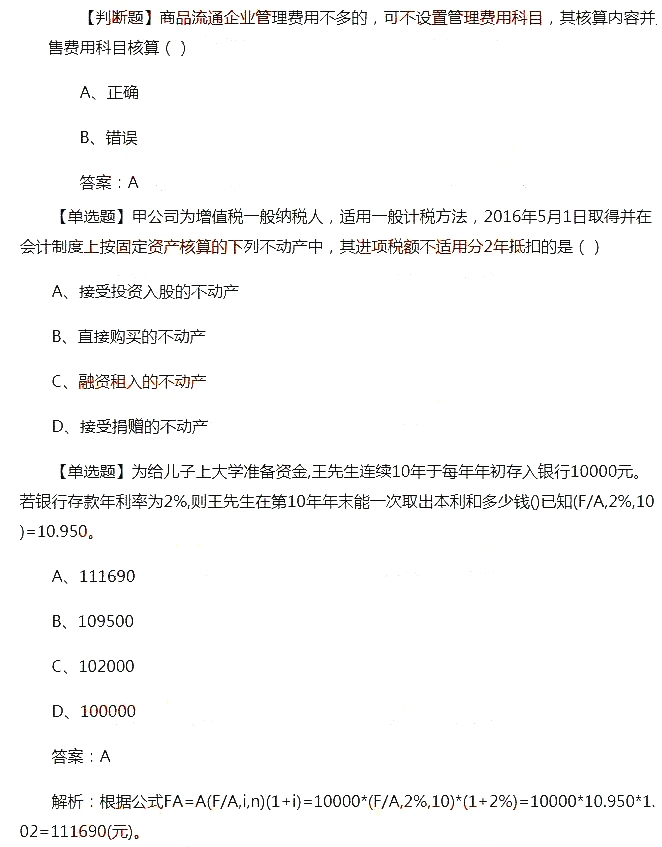 【判断题】商品流通企业管理费用不多的，可不设置管理费用科目，其核算内容并
售费用科目核算（ ）
A、正确
B、错误
答案：A
【单选题】甲公司为增值税一般纳税人，适用一般计税方法，2016年5月1日取得并在
会计制度上按固定资产核算的下列不动产中，其进项税额不适用分2年抵扣的是（ ）
A、接受投资入股的不动产
B、直接购买的不动产
C、融资租入的不动产
D、接受捐赠的不动产
【单选题】为给儿子上大学准备资金,王先生连续10年于每年年初存入银行10000元。
若银行存款年利率为2%,则王先生在第10年年末能一次取出本利和多少钱()已知(F/A,2%,10
)=10.950。
A、111690
B、109500
C、102000
D、100000
答案：A
解析：根据公式FA=A(F/A,i,n)(1+i)=10000*(F/A,2%,10)*(1+2%)=10000*10.950*1.
02=111690(元)。